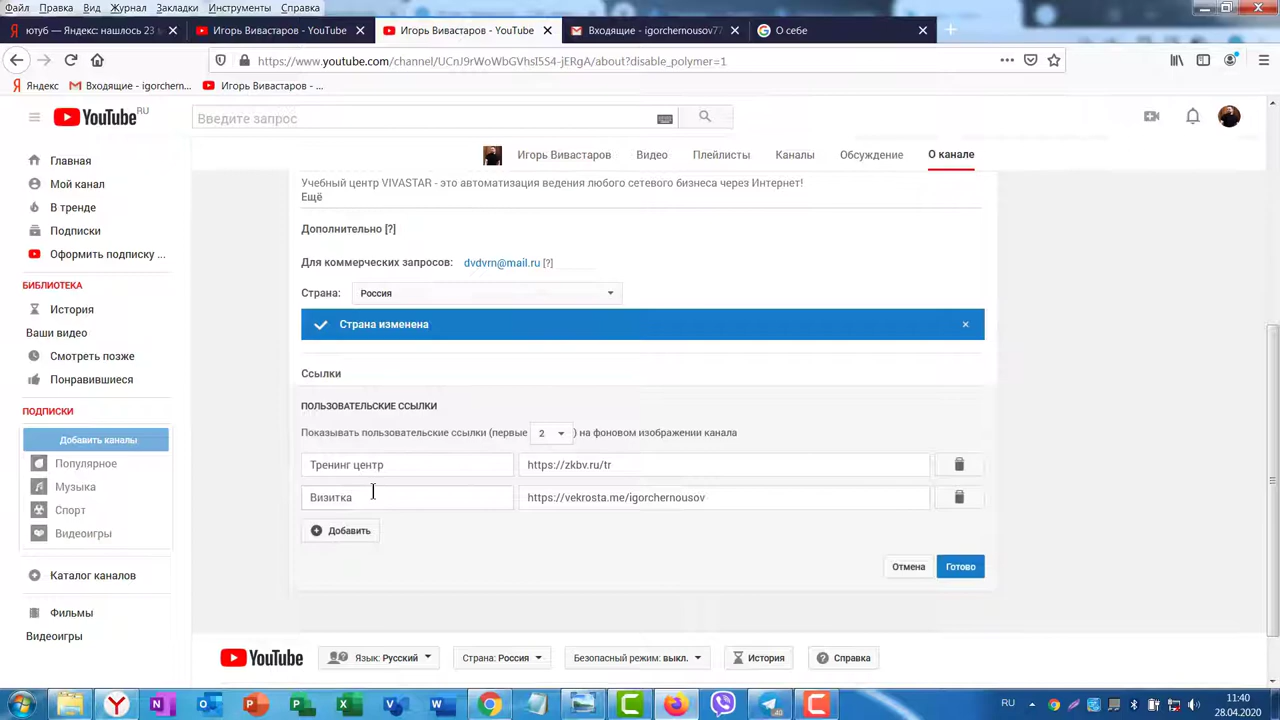 Файл Правка Вид Журнал Закладки Инструменты Справка
ютуб — Яндекс: нашлось 23
Игорь Вивастаров - YouTube
Игорь Вивастаров - YouTube
Входящие - igorchernousov77
О себе
https://www.youtube.com/channel/UCnJ9rWoWbGVhsI5S4-jERgA/about?disable_polymer=1
Яндекс
Входящие - igorchern...
Игорь Вивастаров - ...
YouTube RU
Введите запрос
Игорь Вивастаров
Видео
Плейлисты
Каналы
Обсуждение
О канале
Главная
Мой канал
В тренде
Подписки
Оформить подписку ...
БИБЛИОТЕКА
История
Ваши видео
Смотреть позже
Понравившиеся
ПОДПИСКИ
Добавить каналы
Популярное
Музыка
Спорт
Видеоигры
Каталог каналов
Фильмы
Видеоигры
Учебный центр VIVASTAR - это автоматизация ведения любого сетевого бизнеса через Интернет!
Ещё
Дополнительно [?]
Для коммерческих запросов: dvdvrn@mail.ru [?]
Страна: Россия
Страна изменена ×
Ссылки
ПОЛЬЗОВАТЕЛЬСКИЕ ССЫЛКИ
Показывать пользовательские ссылки (первые 2 ) на фоновом изображении канала
Тренинг центр https://zkbv.ru/tr
Визитка https://vekrosta.me/igorchernousov
Добавить
Отмена Готово
YouTube
Язык: Русский
Страна: Россия
Безопасный режим: выкл.
История
Справка
RU
11:40
28.04.2020